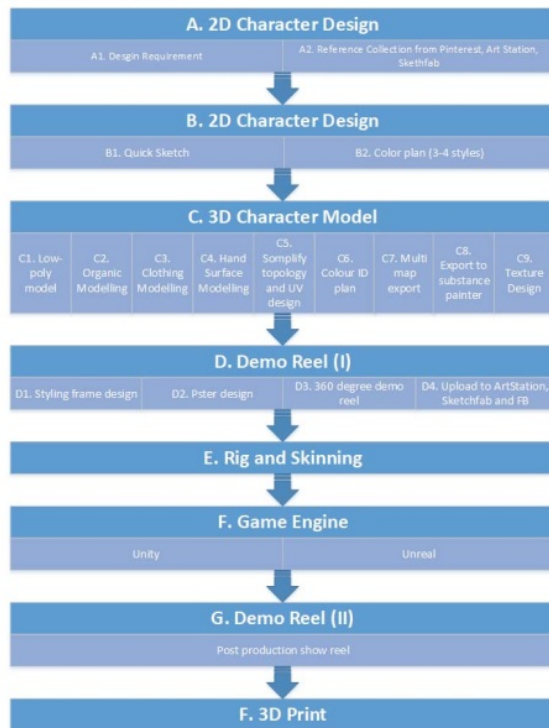 A. 2D Character Design
A1. Desgin Requirement
A2. Reference Collection from Pinterest, Art Station,
Skethfab
B. 2D Character Design
B1. Quick Sketch
B2. Color plan (3-4 styles)
C. 3D Character Model
C1. Low-
poly
model
C2.
Organic
Modelling
C3.
Clothing
Modelling
C4. Hand
Surface
Modelling
C5.
Somplify
topology
and UV
design
C6.
Colour ID
plan
C7. Multi
map
export
C8.
Export to
substance
painter
C9.
Texture
Design
D. Demo Reel (I)
D1. Styling frame design
D2. Pster design
D3. 360 degree demo
reel
D4. Upload to ArtStation,
Sketchfab and FB
E. Rig and Skinning
F. Game Engine
Unity
Unreal
G. Demo Reel (II)
Post production show reel
F. 3D Print